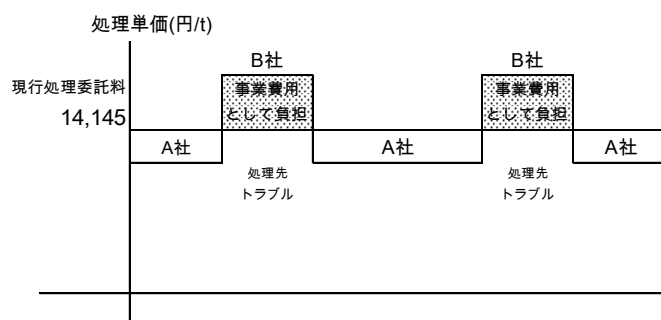 処理単価(円/t)
B社
B社
現行処理委託料
14,145
事業費用
として負担
事業費用
として負担
A社
A社
A社
処理先
トラブル
処理先
トラブル